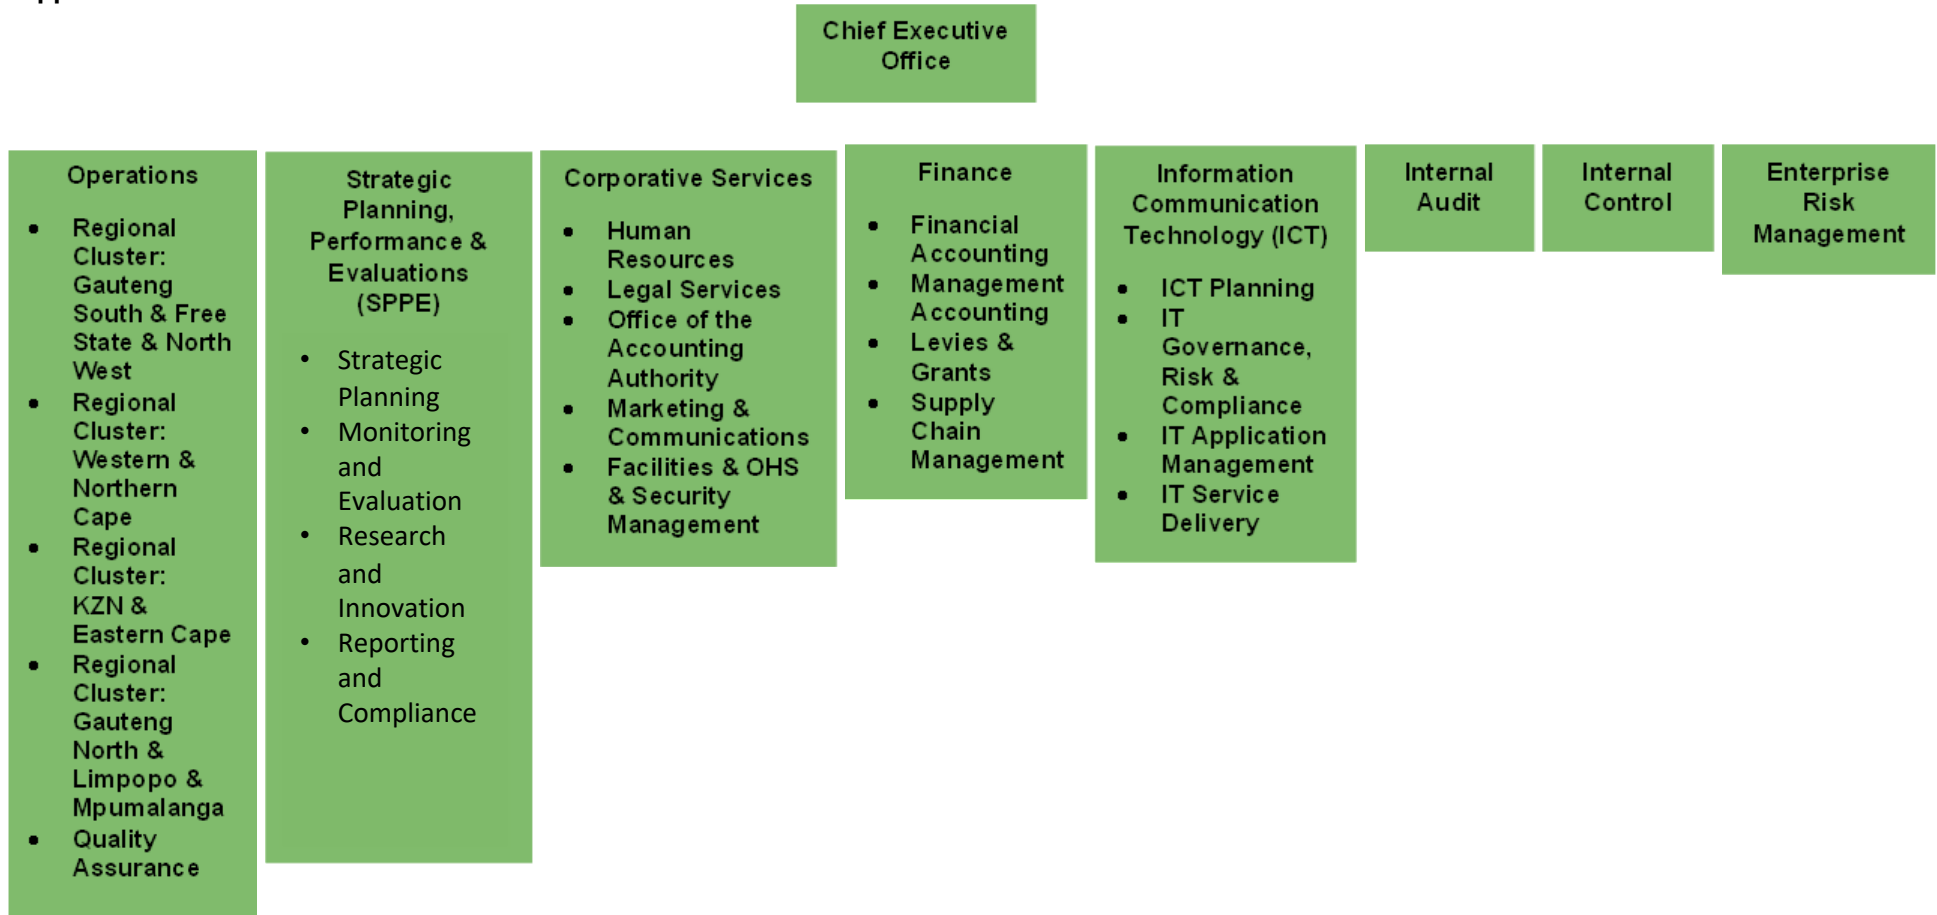 Chief Executive
Office
Operations
• Regional
Cluster:
Gauteng
South & Free
State & North
West
• Regional
Cluster:
Western &
Northern
Cape
• Regional
Cluster:
KZN &
Eastern Cape
• Regional
Cluster:
Gauteng
North &
Limpopo &
Mpumalanga
• Quality
Assurance
Strategic
Planning,
Performance &
Evaluations
(SPPE)
• Strategic
Planning
• Monitoring
and
Evaluation
• Research
and
Innovation
• Reporting
and
Compliance
Corporative Services
• Human
Resources
• Legal Services
• Office of the
Accounting
Authority
• Marketing &
Communications
• Facilities & OHS
& Security
Management
Finance
• Financial
Accounting
• Management
Accounting
• Levies &
Grants
• Supply
Chain
Management
Information
Communication
Technology (ICT)
• ICT Planning
• IT
Governance,
Risk &
Compliance
• IT Application
Management
• IT Service
Delivery
Internal
Audit
Internal
Control
Enterprise
Risk
Management